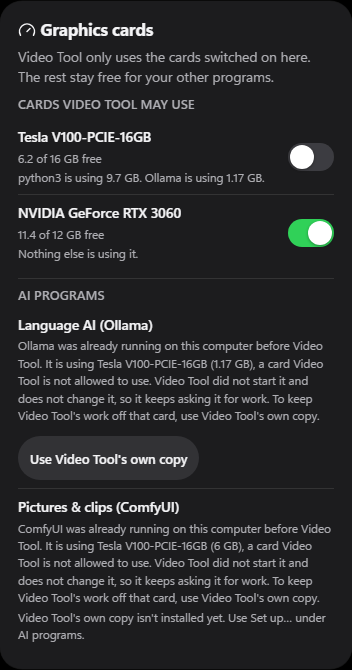 Graphics cards
Video Tool only uses the cards switched on here.
The rest stay free for your other programs.
CARDS VIDEO TOOL MAY USE
Tesla V100-PCIE-16GB
6.2 of 16 GB free
python3 is using 9.7 GB. Ollama is using 1.17 GB.
NVIDIA GeForce RTX 3060
11.4 of 12 GB free
Nothing else is using it.
AI PROGRAMS
Language AI (Ollama)
Ollama was already running on this computer before Video
Tool. It is using Tesla V100-PCIE-16GB (1.17 GB), a card Video
Tool is not allowed to use. Video Tool did not start it and
does not change it, so it keeps asking it for work. To keep
Video Tool's work off that card, use Video Tool's own copy.
Use Video Tool's own copy
Pictures & clips (ComfyUI)
ComfyUI was already running on this computer before Video
Tool. It is using Tesla V100-PCIE-16GB (6 GB), a card Video
Tool is not allowed to use. Video Tool did not start it and
does not change it, so it keeps asking it for work. To keep
Video Tool's work off that card, use Video Tool's own copy.
Video Tool's own copy isn't installed yet. Use Set up... under
AI programs.